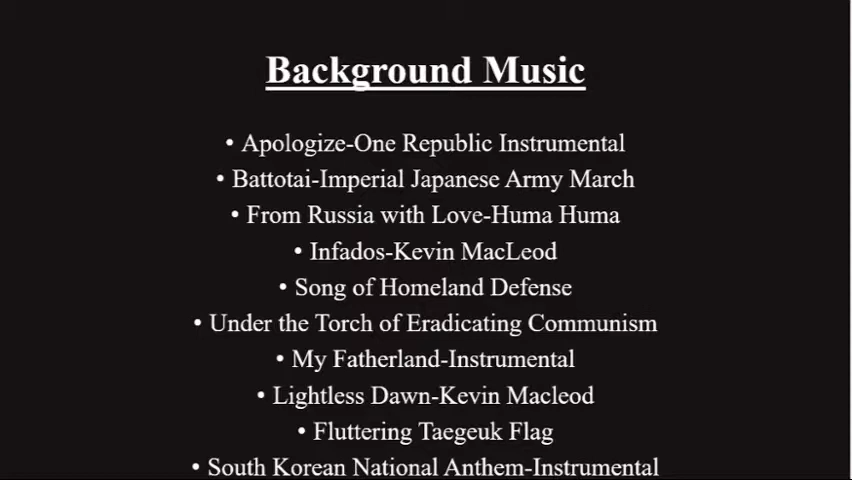 Background Music
• Apologize-One Republic Instrumental
• Battotai-Imperial Japanese Army March
• From Russia with Love-Huma Huma
• Infados-Kevin MacLeod
• Song of Homeland Defense
• Under the Torch of Eradicating Communism
• My Fatherland-Instrumental
• Lightless Dawn-Kevin Macleod
• Fluttering Taegeuk Flag
• South Korean National Anthem-Instrumental